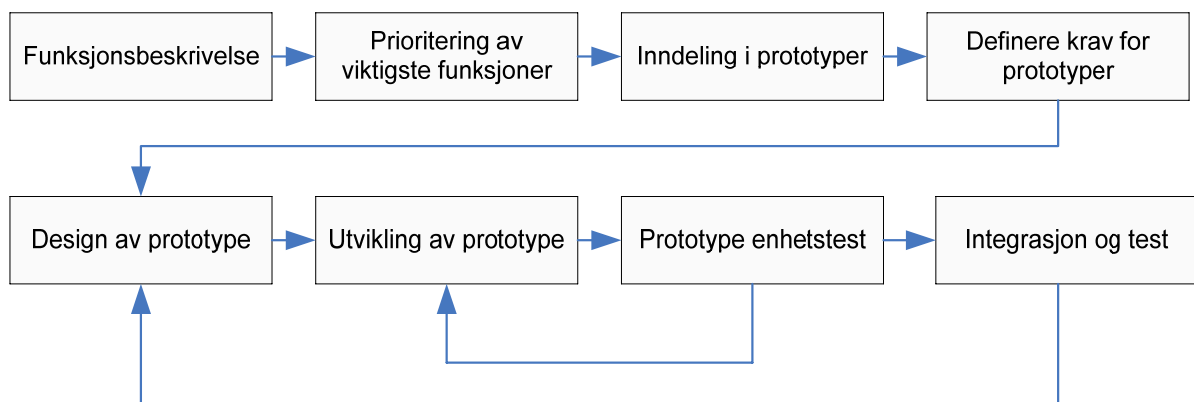 Funksjonsbeskrivelse
Prioritering av
viktigste funksjoner
Inndeling i prototyper
Definere krav for
prototyper
Design av prototype
Utvikling av prototype
Prototype enhetstest
Integrasjon og test